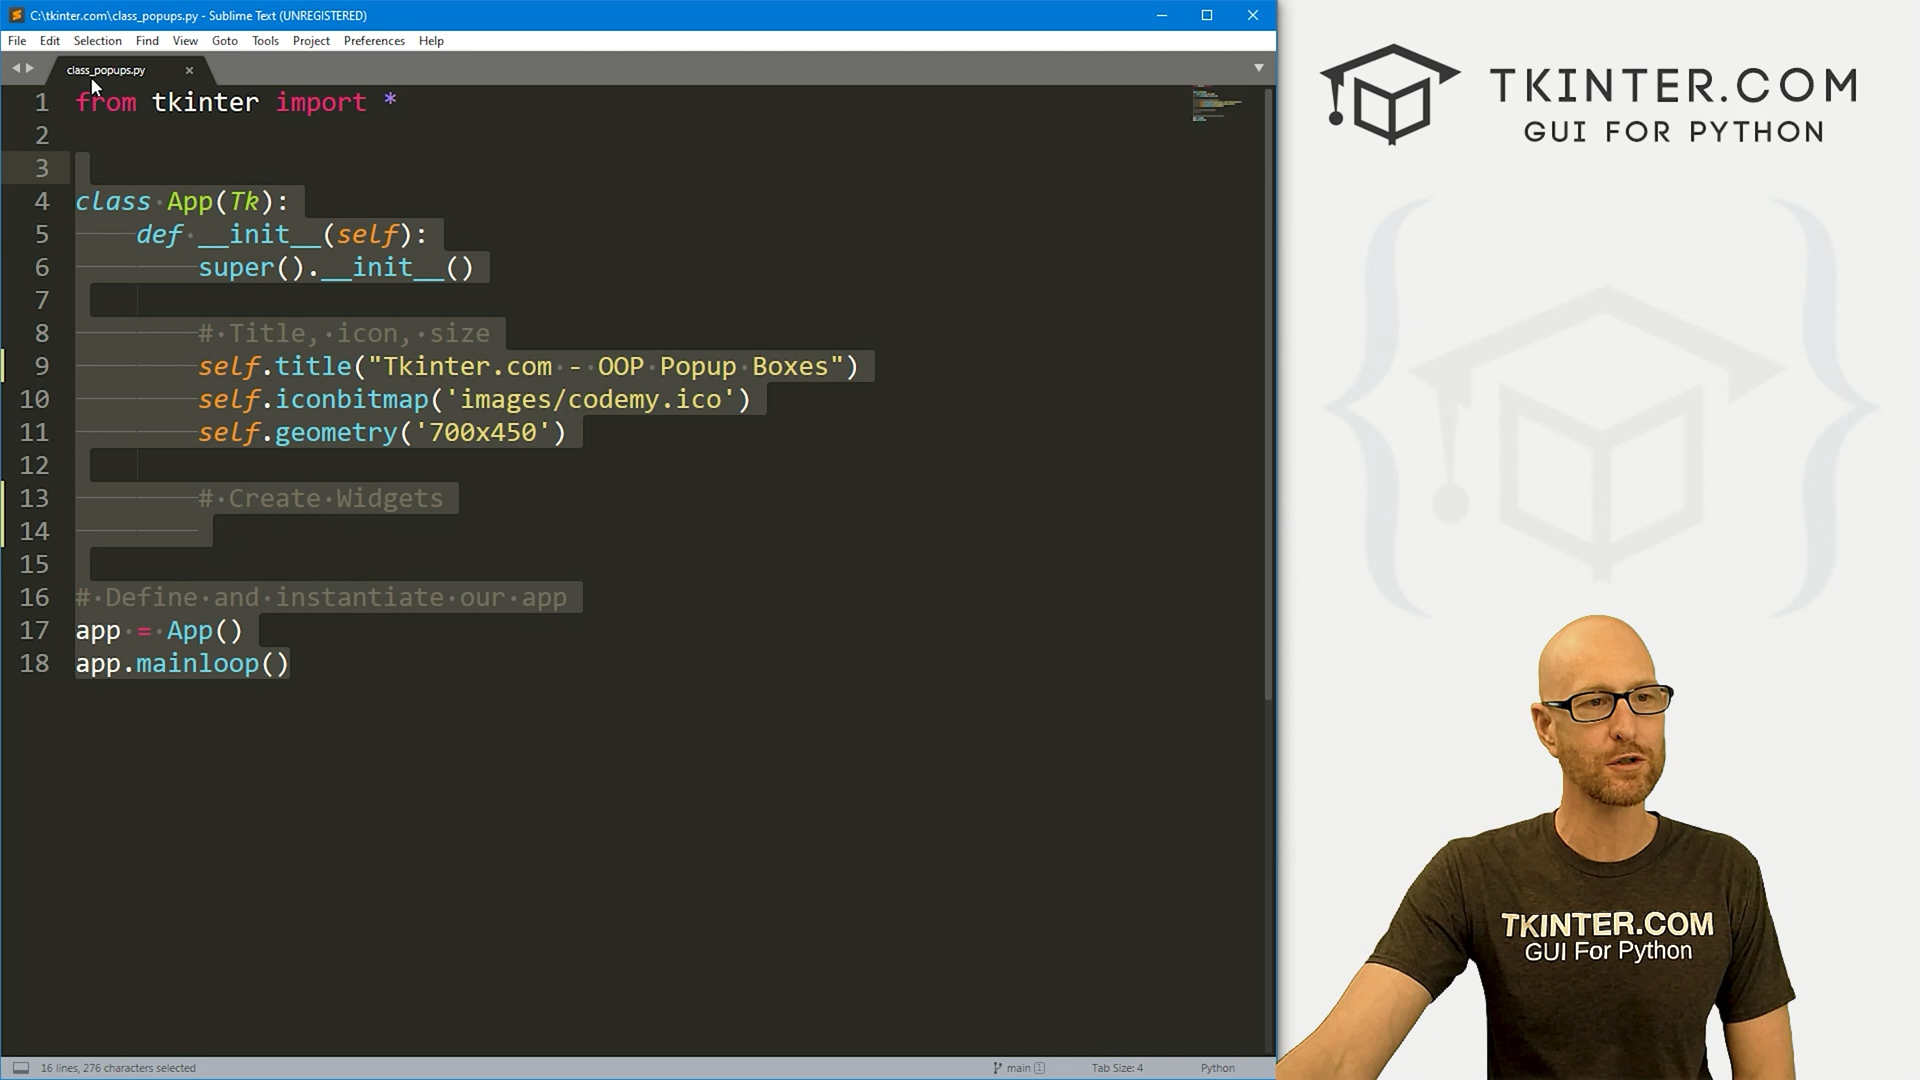 C:\tkinter.com\class_popups.py - Sublime Text (UNREGISTERED)
File Edit Selection Find View Goto Tools Project Preferences Help
class_popups.py
1 from tkinter import *
2
3
4 class App(Tk):
5 def __init__(self):
6 super().__init__()
7
8 # Title, icon, size
9 self.title("Tkinter.com - OOP Popup Boxes")
10 self.iconbitmap('images/codemy.ico')
11 self.geometry('700x450')
12
13 # Create Widgets
14
15
16 # Define and instantiate our app
17 app = App()
18 app.mainloop()
16 lines, 276 characters selected
main 1
Tab Size: 4
Python
TKINTER.COM
GUI FOR PYTHON
TKINTER.COM
GUI For Python